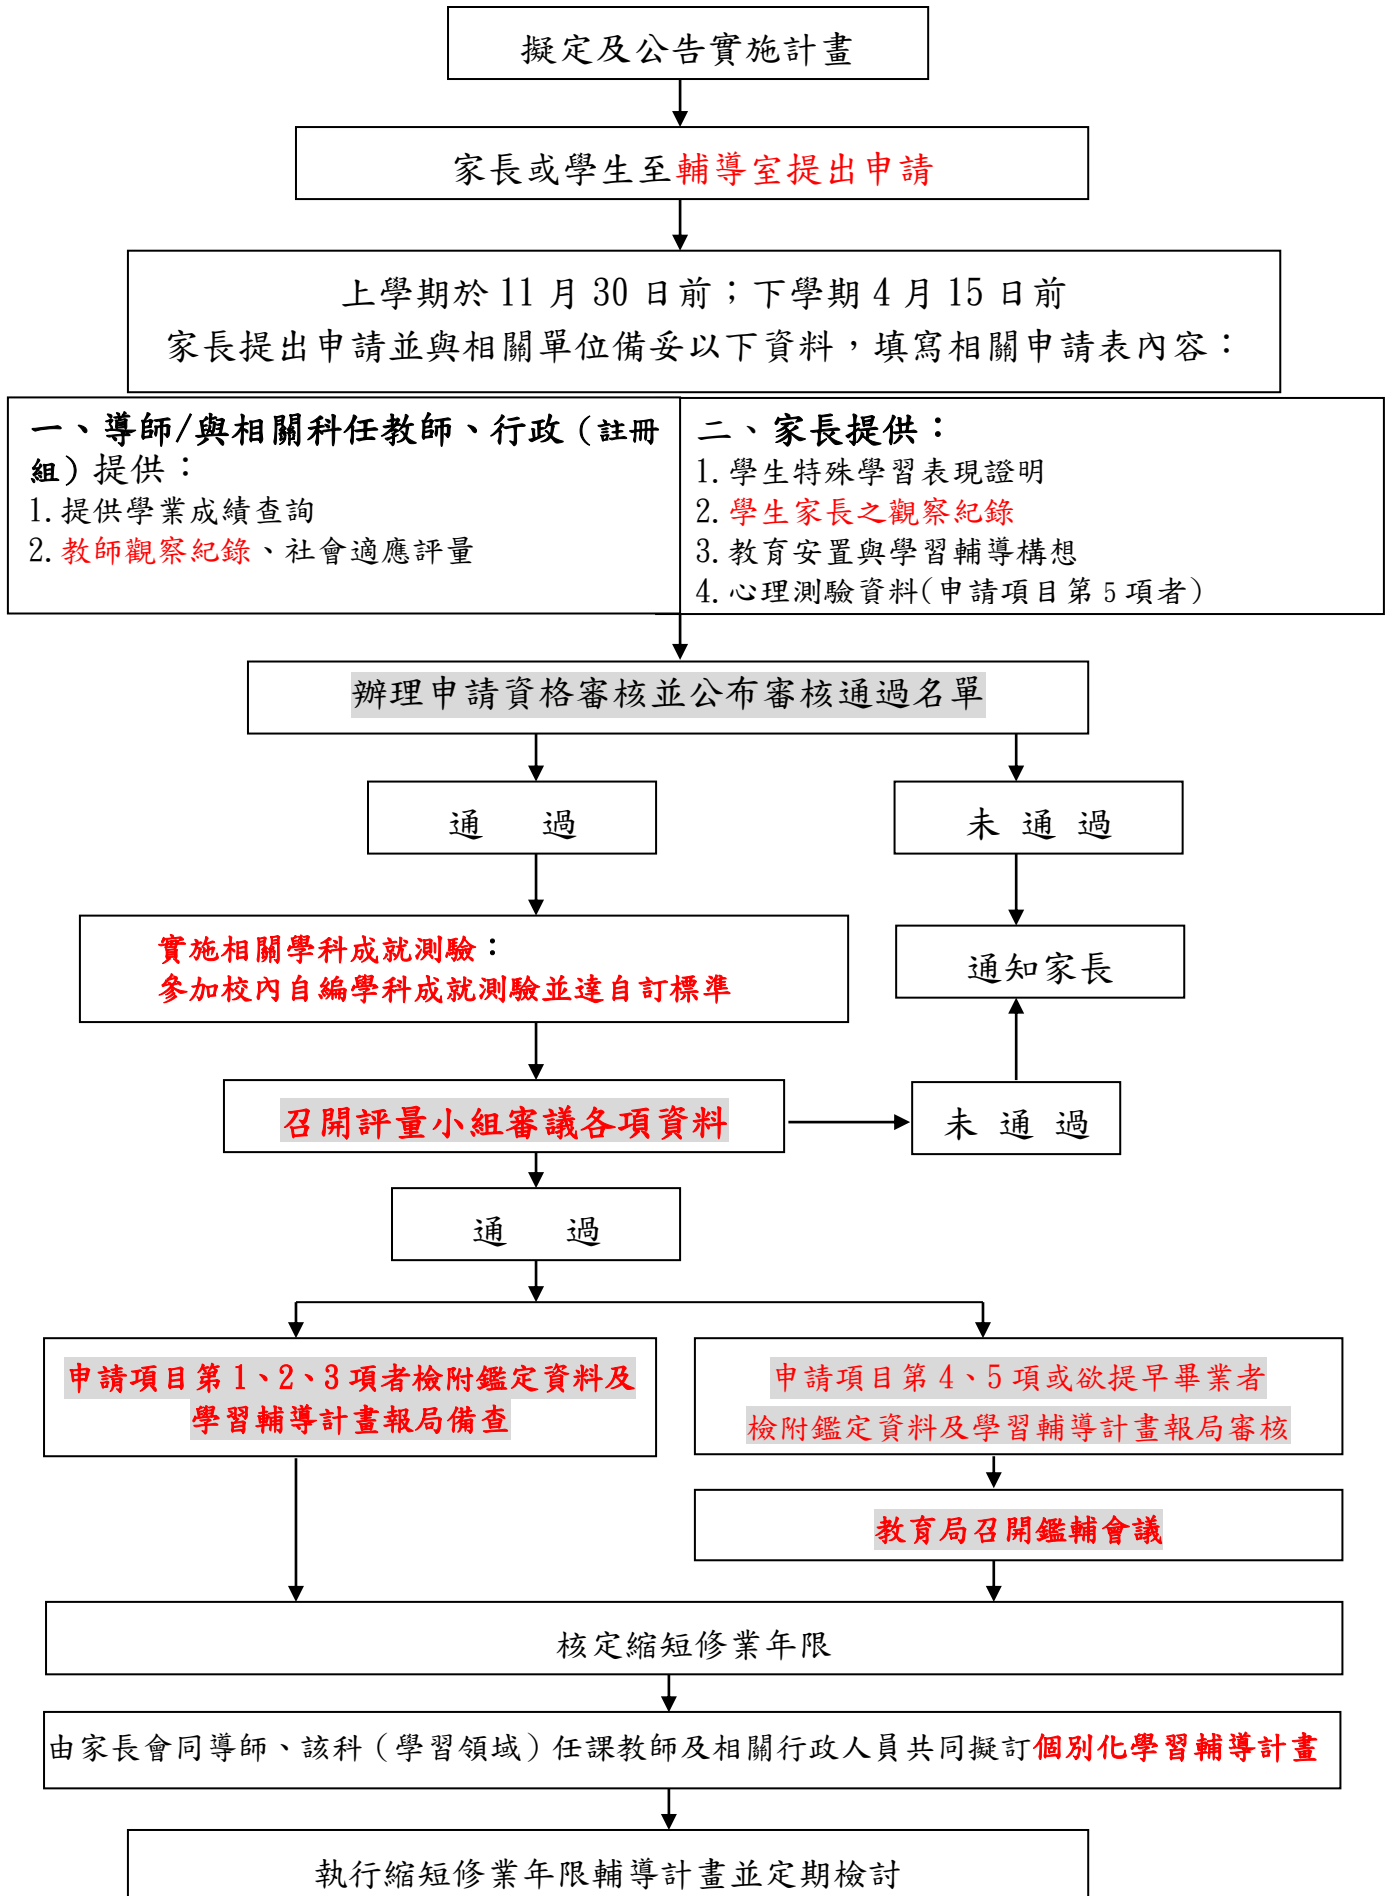 擬定及公告實施計畫
家長或學生至輔導室提出申請
上學期於 11 月 30 日前；下學期 4 月 15 日前
家長提出申請並與相關單位備妥以下資料，填寫相關申請表內容：
一、導師/與相關科任教師、行政（註冊
組）提供：
1.提供學業成績查詢
2.教師觀察紀錄、社會適應評量
二、家長提供：
1.學生特殊學習表現證明
2.學生家長之觀察紀錄
3.教育安置與學習輔導構想
4.心理測驗資料(申請項目第 5 項者)
辦理申請資格審核並公布審核通過名單
通 過
未 通 過
實施相關學科成就測驗：
參加校內自編學科成就測驗並達自訂標準
通知家長
召開評量小組審議各項資料
未 通 過
通 過
申請項目第 1、2、3 項者檢附鑑定資料及
學習輔導計畫報局備查
申請項目第 4、5 項或欲提早畢業者
檢附鑑定資料及學習輔導計畫報局審核
教育局召開鑑輔會議
核定縮短修業年限
由家長會同導師、該科（學習領域）任課教師及相關行政人員共同擬訂個別化學習輔導計畫
執行縮短修業年限輔導計畫並定期檢討